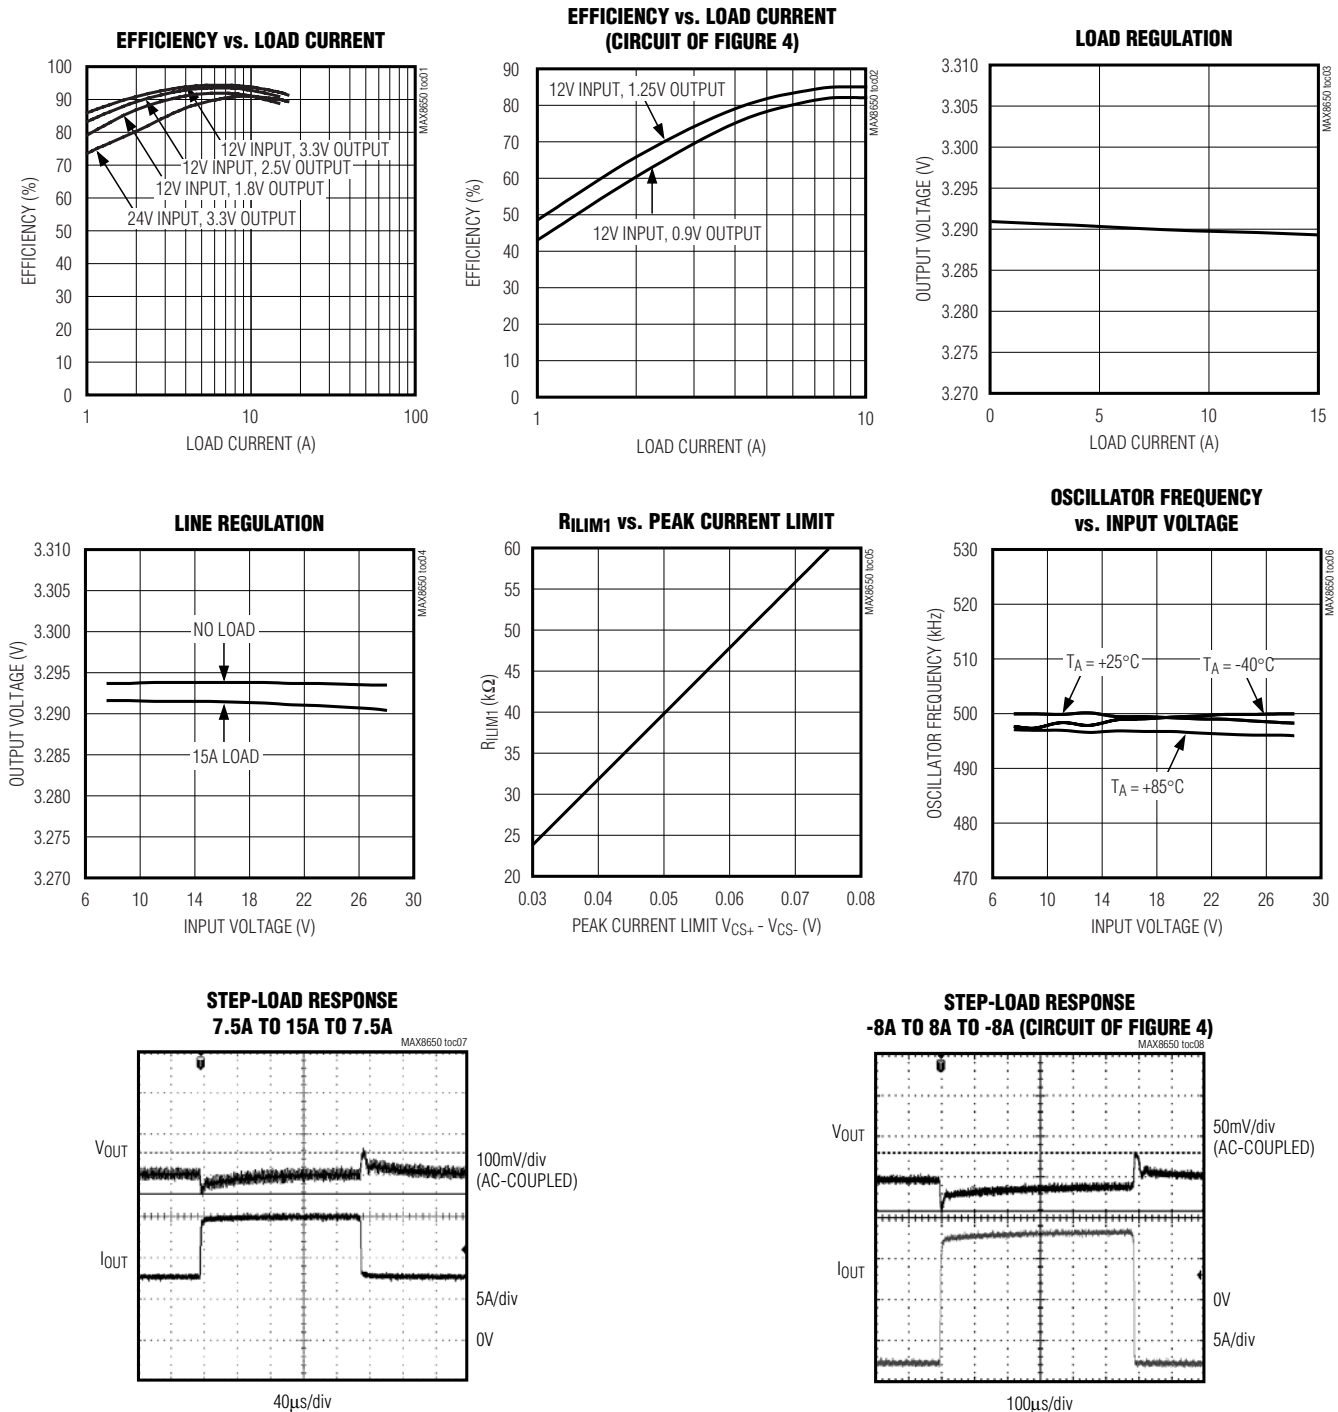 EFFICIENCY vs. LOAD CURRENT
MAX8650 toc01
100
90
80
70
60
50
40
30
20
10
0
EFFICIENCY (%)
12V INPUT, 3.3V OUTPUT
12V INPUT, 2.5V OUTPUT
12V INPUT, 1.8V OUTPUT
24V INPUT, 3.3V OUTPUT
1 10 100
LOAD CURRENT (A)
EFFICIENCY vs. LOAD CURRENT
(CIRCUIT OF FIGURE 4)
MAX8650 toc02
90
80
70
60
50
40
30
20
10
0
EFFICIENCY (%)
12V INPUT, 1.25V OUTPUT
12V INPUT, 0.9V OUTPUT
1 10
LOAD CURRENT (A)
LOAD REGULATION
MAX8650 toc03
3.310
3.305
3.300
3.295
3.290
3.285
3.280
3.275
3.270
OUTPUT VOLTAGE (V)
0 5 10 15
LOAD CURRENT (A)
LINE REGULATION
MAX8650 toc04
3.310
3.305
3.300
3.295
3.290
3.285
3.280
3.275
3.270
OUTPUT VOLTAGE (V)
NO LOAD
15A LOAD
6 10 14 18 22 26 30
INPUT VOLTAGE (V)
RILIM1 vs. PEAK CURRENT LIMIT
MAX8650 toc05
60
55
50
45
40
35
30
25
20
RILIM1 (kΩ)
0.03 0.04 0.05 0.06 0.07 0.08
PEAK CURRENT LIMIT VCS+ - VCS- (V)
OSCILLATOR FREQUENCY
vs. INPUT VOLTAGE
MAX8650 toc06
530
520
510
500
490
480
470
OSCILLATOR FREQUENCY (kHz)
TA = +25°C
TA = -40°C
TA = +85°C
6 10 14 18 22 26 30
INPUT VOLTAGE (V)
STEP-LOAD RESPONSE
7.5A TO 15A TO 7.5A
MAX8650 toc07
VOUT
100mV/div
(AC-COUPLED)
IOUT
5A/div
0V
40µs/div
STEP-LOAD RESPONSE
-8A TO 8A TO -8A (CIRCUIT OF FIGURE 4)
MAX8650 toc08
VOUT
50mV/div
(AC-COUPLED)
IOUT
0V
5A/div
100µs/div